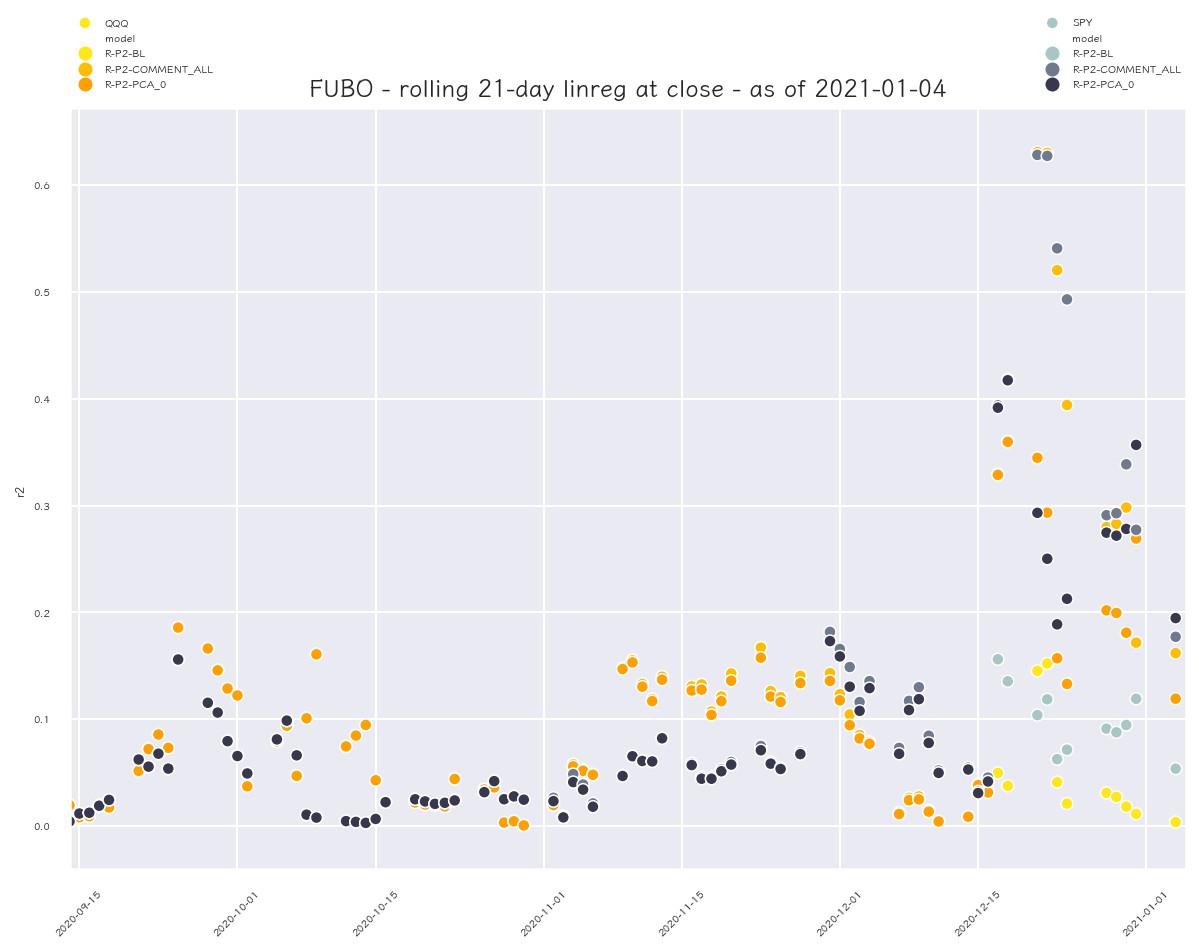 QQQ
model
R-P2-BL
R-P2-COMMENT_ALL
R-P2-PCA_0
SPY
model
R-P2-BL
R-P2-COMMENT_ALL
R-P2-PCA_0
FUBO - rolling 21-day linreg at close - as of 2021-01-04
0.6
0.5
0.4
0.3
0.2
0.1
0.0
r2
2020-09-15
2020-10-01
2020-10-15
2020-11-01
2020-11-15
2020-12-01
2020-12-15
2021-01-01